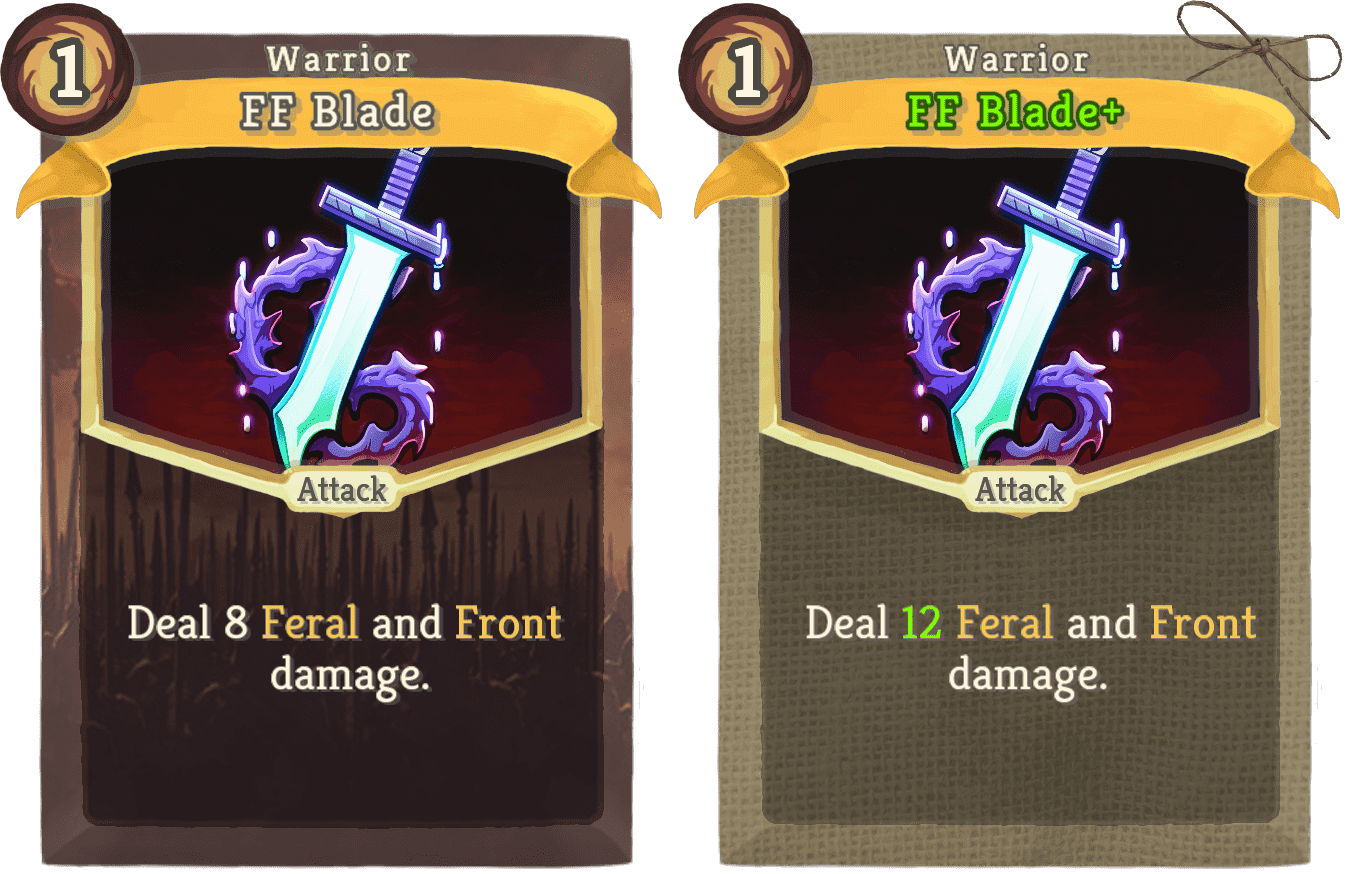 1
Warrior
FF Blade
Attack
Deal 8 Feral and Front
damage.
1
Warrior
FF Blade+
Attack
Deal 12 Feral and Front
damage.